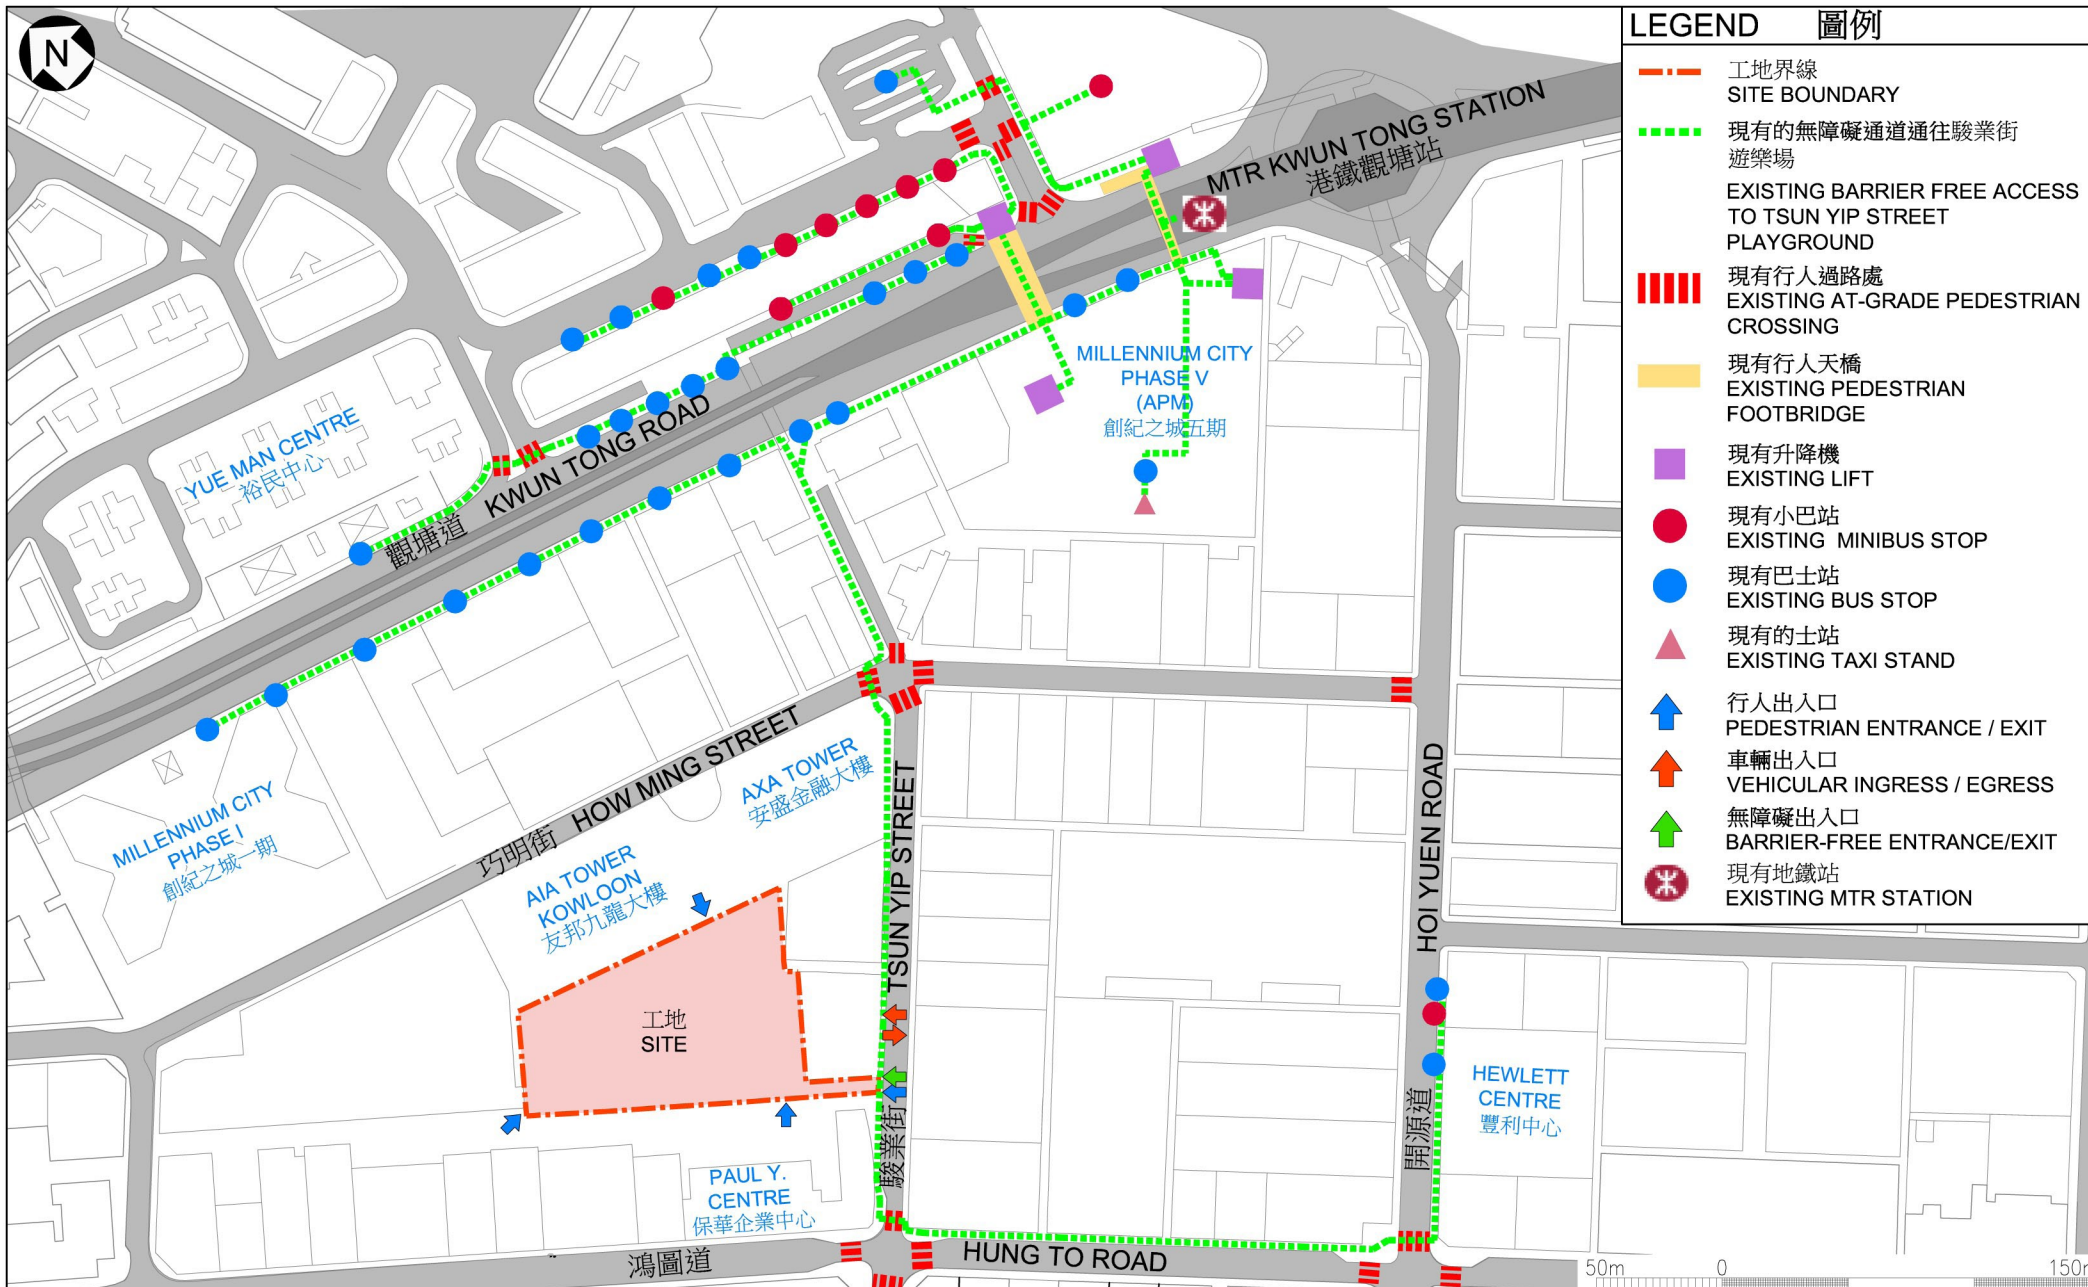 N
LEGEND 圖例
工地界線
SITE BOUNDARY
現有的無障礙通道通往駿業街
遊樂場
EXISTING BARRIER FREE ACCESS
TO TSUN YIP STREET
PLAYGROUND
現有行人過路處
EXISTING AT-GRADE PEDESTRIAN
CROSSING
現有行人天橋
EXISTING PEDESTRIAN
FOOTBRIDGE
現有升降機
EXISTING LIFT
現有小巴站
EXISTING MINIBUS STOP
現有巴士站
EXISTING BUS STOP
現有的士站
EXISTING TAXI STAND
行人出入口
PEDESTRIAN ENTRANCE / EXIT
車輛出入口
VEHICULAR INGRESS / EGRESS
無障礙出入口
BARRIER-FREE ENTRANCE/EXIT
現有地鐵站
EXISTING MTR STATION
MTR KWUN TONG STATION
港鐵觀塘站
MILLENNIUM CITY
PHASE V
(APM)
創紀之城五期
YUE MAN CENTRE
裕民中心
觀塘道 KWUN TONG ROAD
MILLENNIUM CITY
PHASE I
創紀之城一期
巧明街 HOW MING STREET
AXA TOWER
安盛金融大樓
AIA TOWER
KOWLOON
友邦九龍大樓
TSUN YIP STREET
駿業街
工地
SITE
HOI YUEN ROAD
開源道
HEWLETT
CENTRE
豐利中心
PAUL Y.
CENTRE
保華企業中心
鴻圖道 HUNG TO ROAD
50m 0 150m